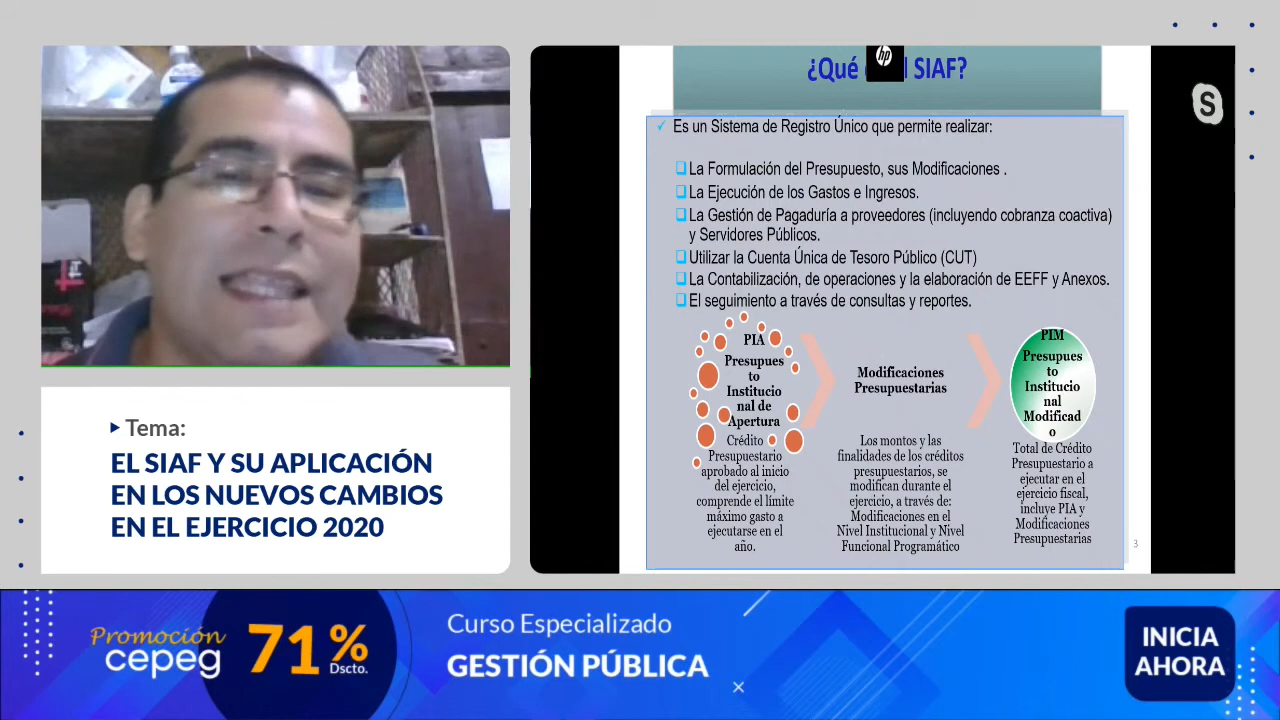 ¿Qué l SIAF?
hp
S
✓ Es un Sistema de Registro Único que permite realizar:
❑La Formulación del Presupuesto, sus Modificaciones .
❑La Ejecución de los Gastos e Ingresos.
❑La Gestión de Pagaduría a proveedores (incluyendo cobranza coactiva)
y Servidores Públicos.
❑Utilizar la Cuenta Única de Tesoro Público (CUT)
❑La Contabilización, de operaciones y la elaboración de EEFF y Anexos.
❑El seguimiento a través de consultas y reportes.
PIA
Presupues
to
Institucio
nal de
Apertura
Crédito
Presupuestario
aprobado al inicio
del ejercicio,
comprende el límite
máximo gasto a
ejecutarse en el
año.
Modificaciones
Presupuestarias
Los montos y las
finalidades de los créditos
presupuestarios, se
modifican durante el
ejercicio, a través de:
Modificaciones en el
Nivel Institucional y Nivel
Funcional Programático
PIM
Presupues
to
Institucio
nal
Modificad
o
Total de Crédito
Presupuestario a
ejecutar en el
ejercicio fiscal,
incluye PIA y
Modificaciones
Presupuestarias
3
Tema:
EL SIAF Y SU APLICACIÓN
EN LOS NUEVOS CAMBIOS
EN EL EJERCICIO 2020
Promoción
cepeg
71%
Dscto.
Curso Especializado
GESTIÓN PÚBLICA
INICIA
AHORA